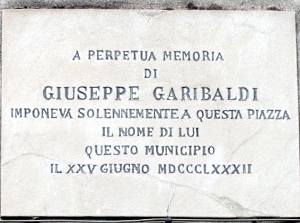 A PERPETUA MEMORIA
DI
GIUSEPPE GARIBALDI
IMPONEVA SOLENNEMENTE A QUESTA PIAZZA
IL NOME DI LUI
QUESTO MUNICIPIO
IL XXV GIUGNO MDCCCLXXXII